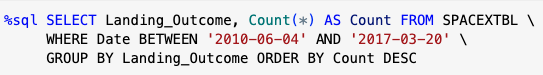 %sql SELECT Landing_Outcome, Count(*) AS Count FROM SPACEXTBL \
WHERE Date BETWEEN '2010-06-04' AND '2017-03-20' \
GROUP BY Landing_Outcome ORDER BY Count DESC